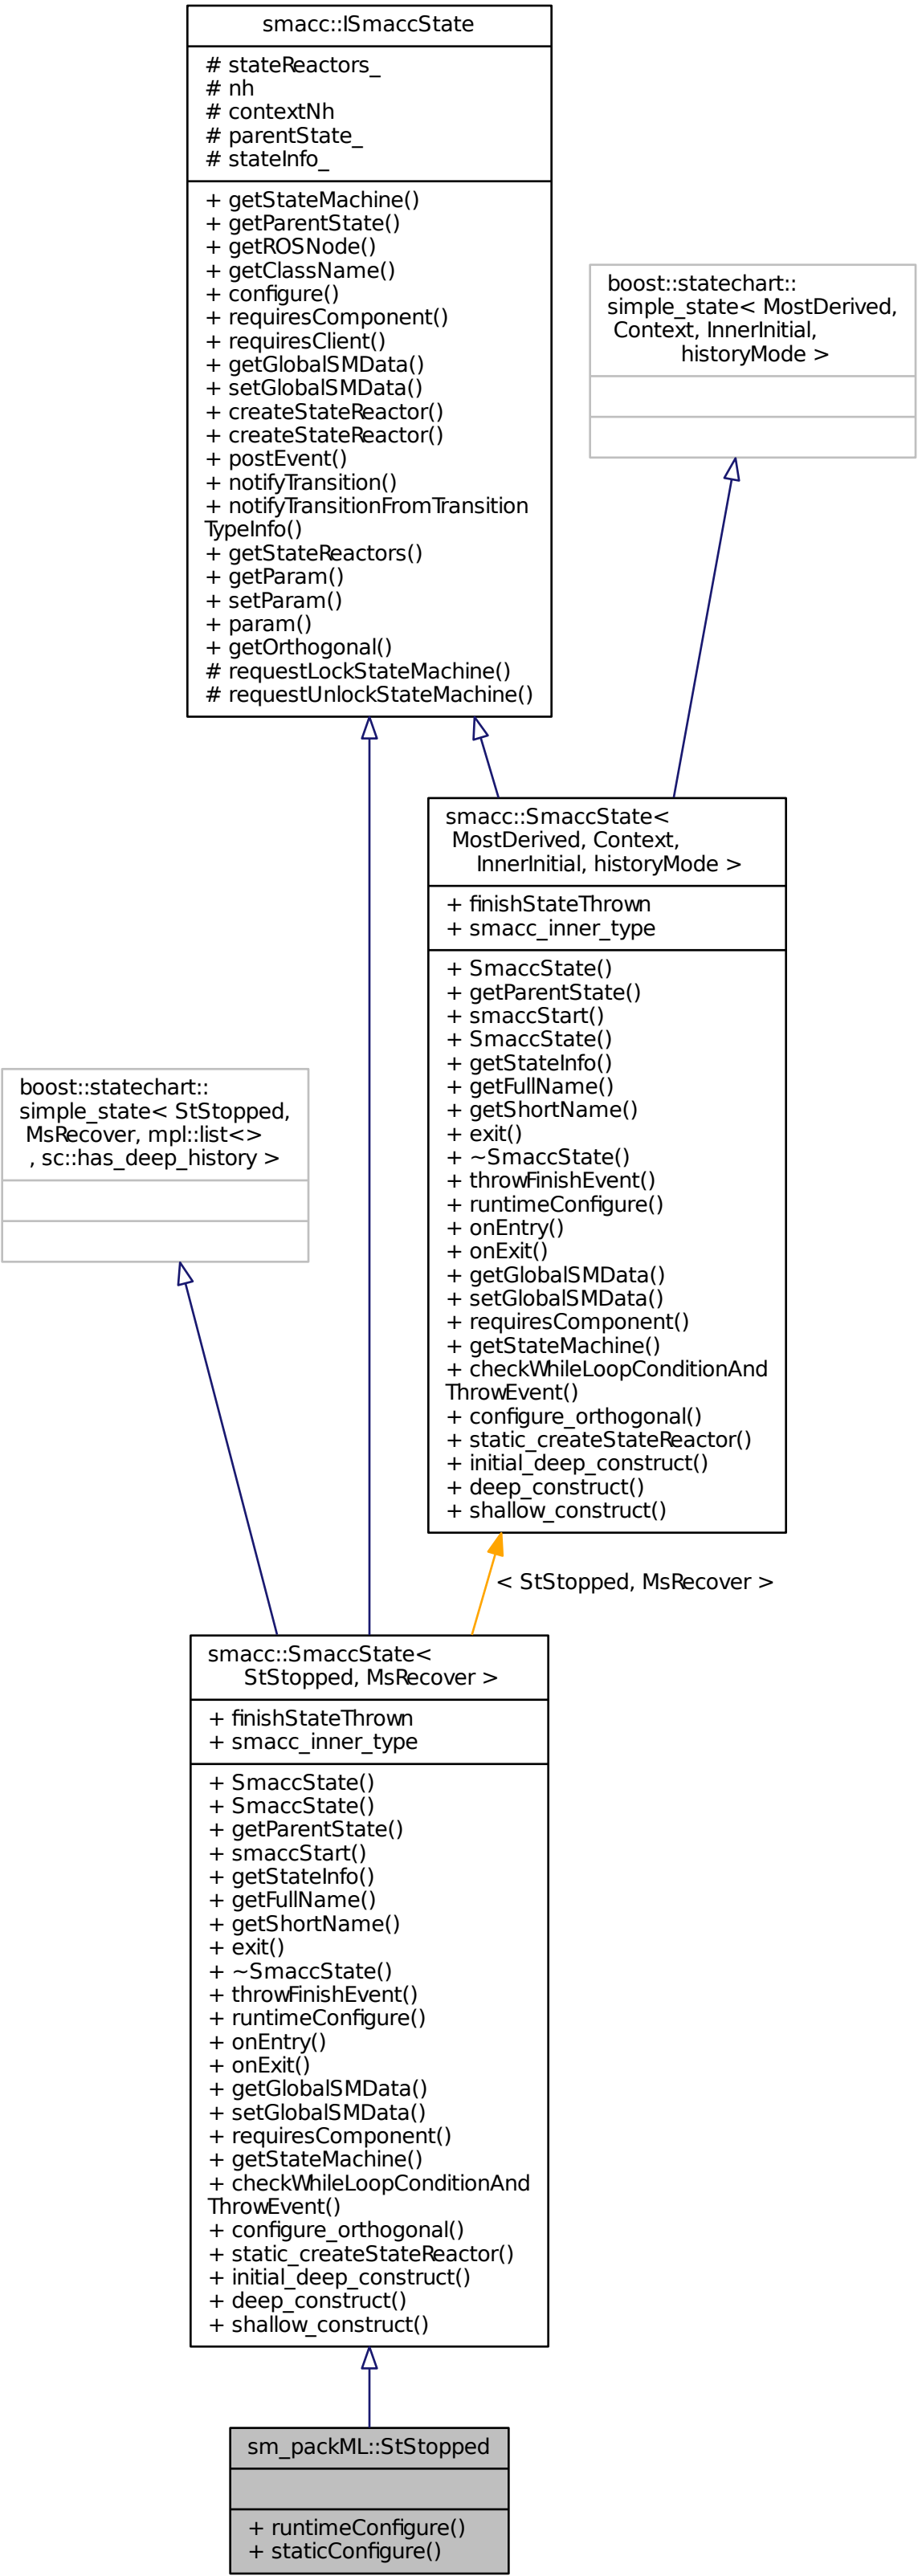 smacc::ISmaccState
# stateReactors_
# nh
# contextNh
# parentState_
# stateInfo_
+ getStateMachine()
+ getParentState()
+ getROSNode()
+ getClassName()
+ configure()
+ requiresComponent()
+ requiresClient()
+ getGlobalSMData()
+ setGlobalSMData()
+ createStateReactor()
+ createStateReactor()
+ postEvent()
+ notifyTransition()
+ notifyTransitionFromTransition
TypeInfo()
+ getStateReactors()
+ getParam()
+ setParam()
+ param()
+ getOrthogonal()
# requestLockStateMachine()
# requestUnlockStateMachine()
boost::statechart::
simple_state< MostDerived,
Context, InnerInitial,
historyMode >
smacc::SmaccState<
MostDerived, Context,
InnerInitial, historyMode >
+ finishStateThrown
+ smacc_inner_type
+ SmaccState()
+ getParentState()
+ smaccStart()
+ SmaccState()
+ getStateInfo()
+ getFullName()
+ getShortName()
+ exit()
+ ~SmaccState()
+ throwFinishEvent()
+ runtimeConfigure()
+ onEntry()
+ onExit()
+ getGlobalSMData()
+ setGlobalSMData()
+ requiresComponent()
+ getStateMachine()
+ checkWhileLoopConditionAnd
ThrowEvent()
+ configure_orthogonal()
+ static_createStateReactor()
+ initial_deep_construct()
+ deep_construct()
+ shallow_construct()
boost::statechart::
simple_state< StStopped,
MsRecover, mpl::list<>
, sc::has_deep_history >
< StStopped, MsRecover >
smacc::SmaccState<
StStopped, MsRecover >
+ finishStateThrown
+ smacc_inner_type
+ SmaccState()
+ SmaccState()
+ getParentState()
+ smaccStart()
+ getStateInfo()
+ getFullName()
+ getShortName()
+ exit()
+ ~SmaccState()
+ throwFinishEvent()
+ runtimeConfigure()
+ onEntry()
+ onExit()
+ getGlobalSMData()
+ setGlobalSMData()
+ requiresComponent()
+ getStateMachine()
+ checkWhileLoopConditionAnd
ThrowEvent()
+ configure_orthogonal()
+ static_createStateReactor()
+ initial_deep_construct()
+ deep_construct()
+ shallow_construct()
sm_packML::StStopped
+ runtimeConfigure()
+ staticConfigure()